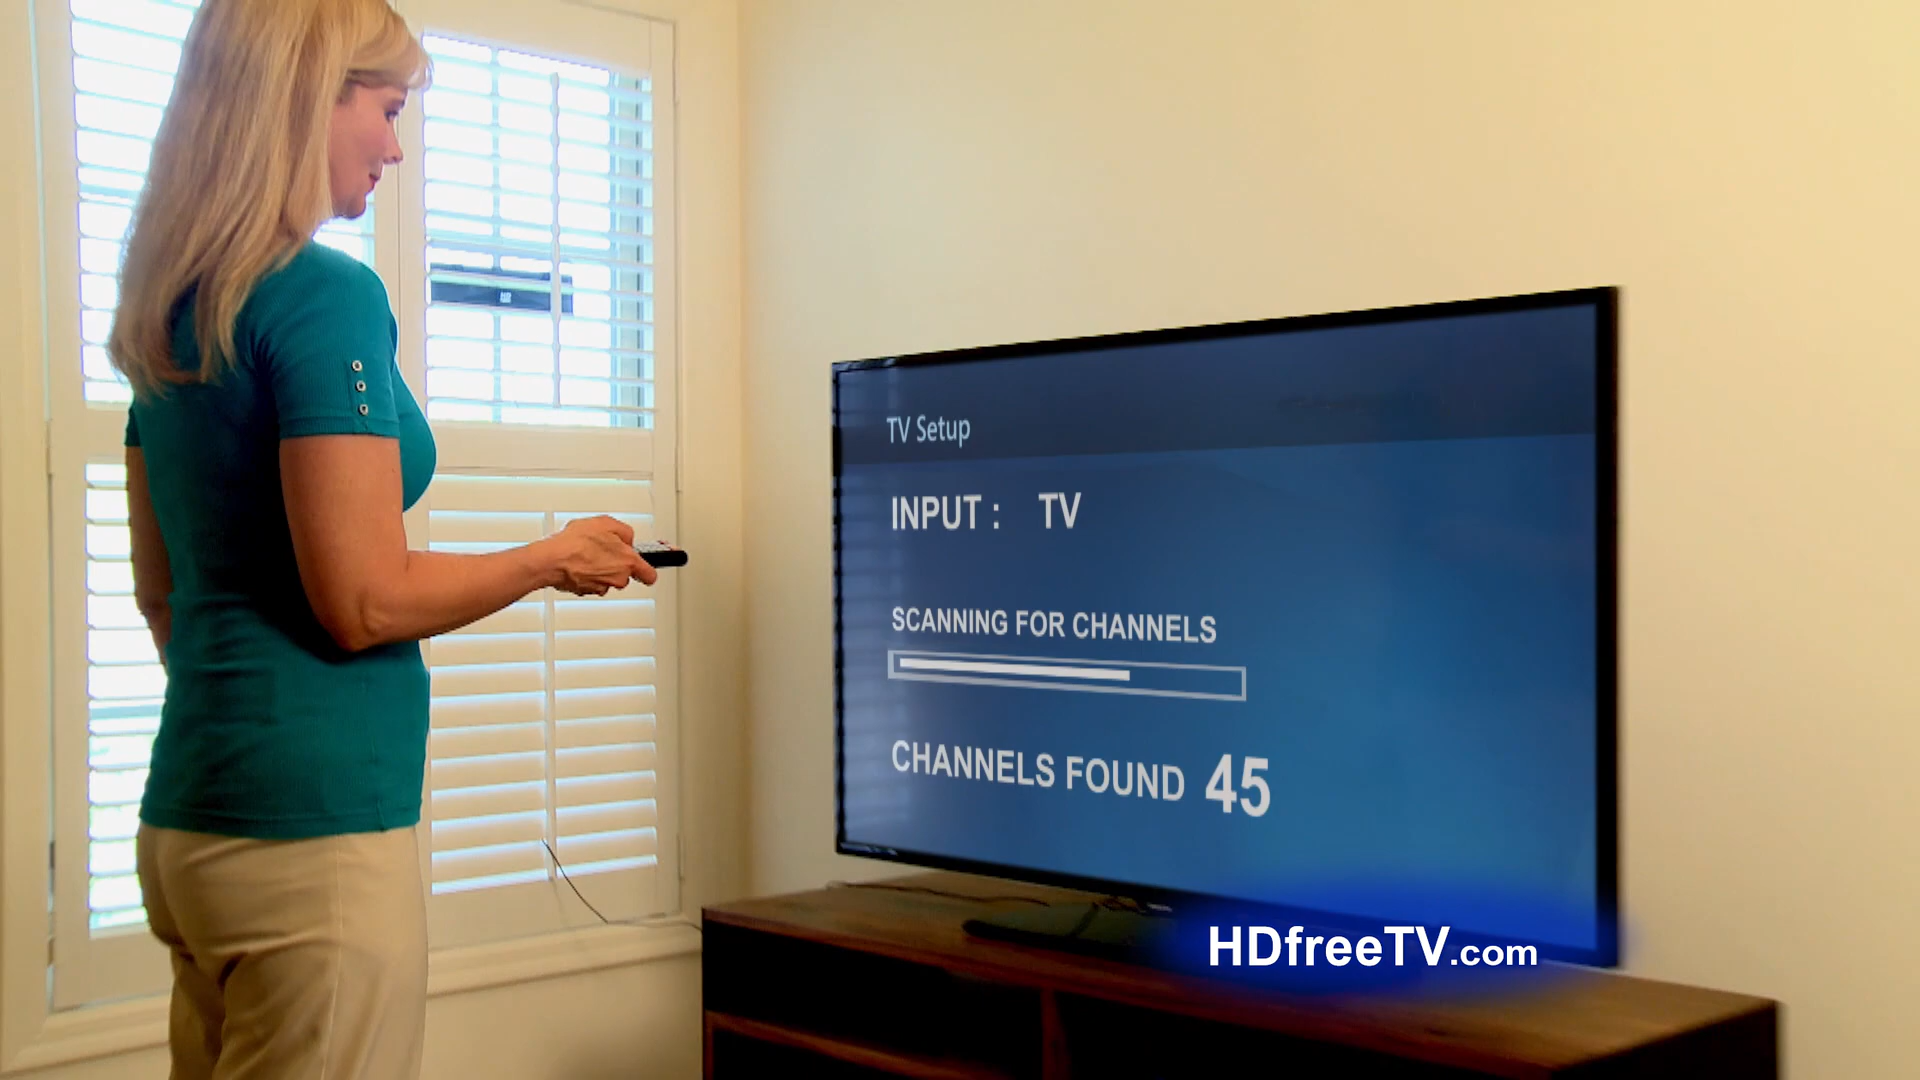 TV Setup
INPUT : TV
SCANNING FOR CHANNELS
CHANNELS FOUND 45
HDfreeTV.com